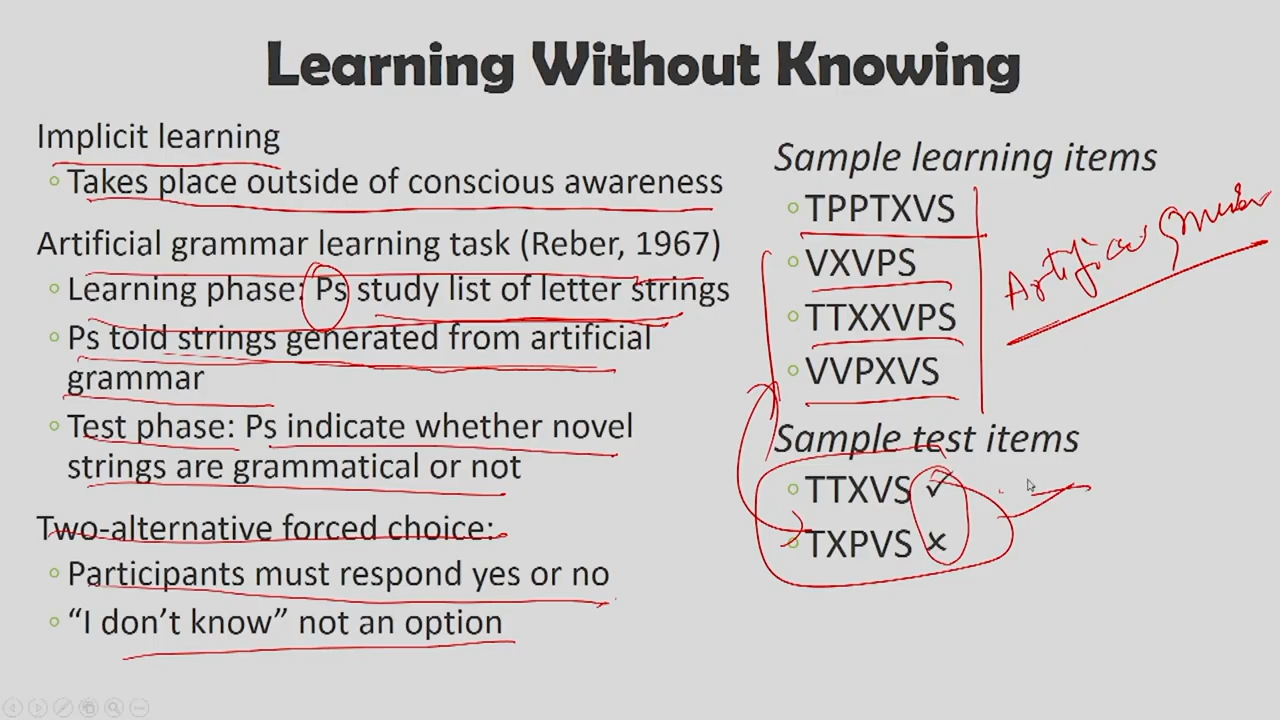 Learning Without Knowing
Implicit learning
Takes place outside of conscious awareness
Artificial grammar learning task (Reber, 1967)
Learning phase: Ps study list of letter strings
Ps told strings generated from artificial
grammar
Test phase: Ps indicate whether novel
strings are grammatical or not
Two-alternative forced choice:
Participants must respond yes or no
“I don’t know” not an option
Sample learning items
TPPTXVS
VXVPS
TTXXVPS
VVPXVS
Artificial
Sample test items
TTXVS ✓
TXPVS ×